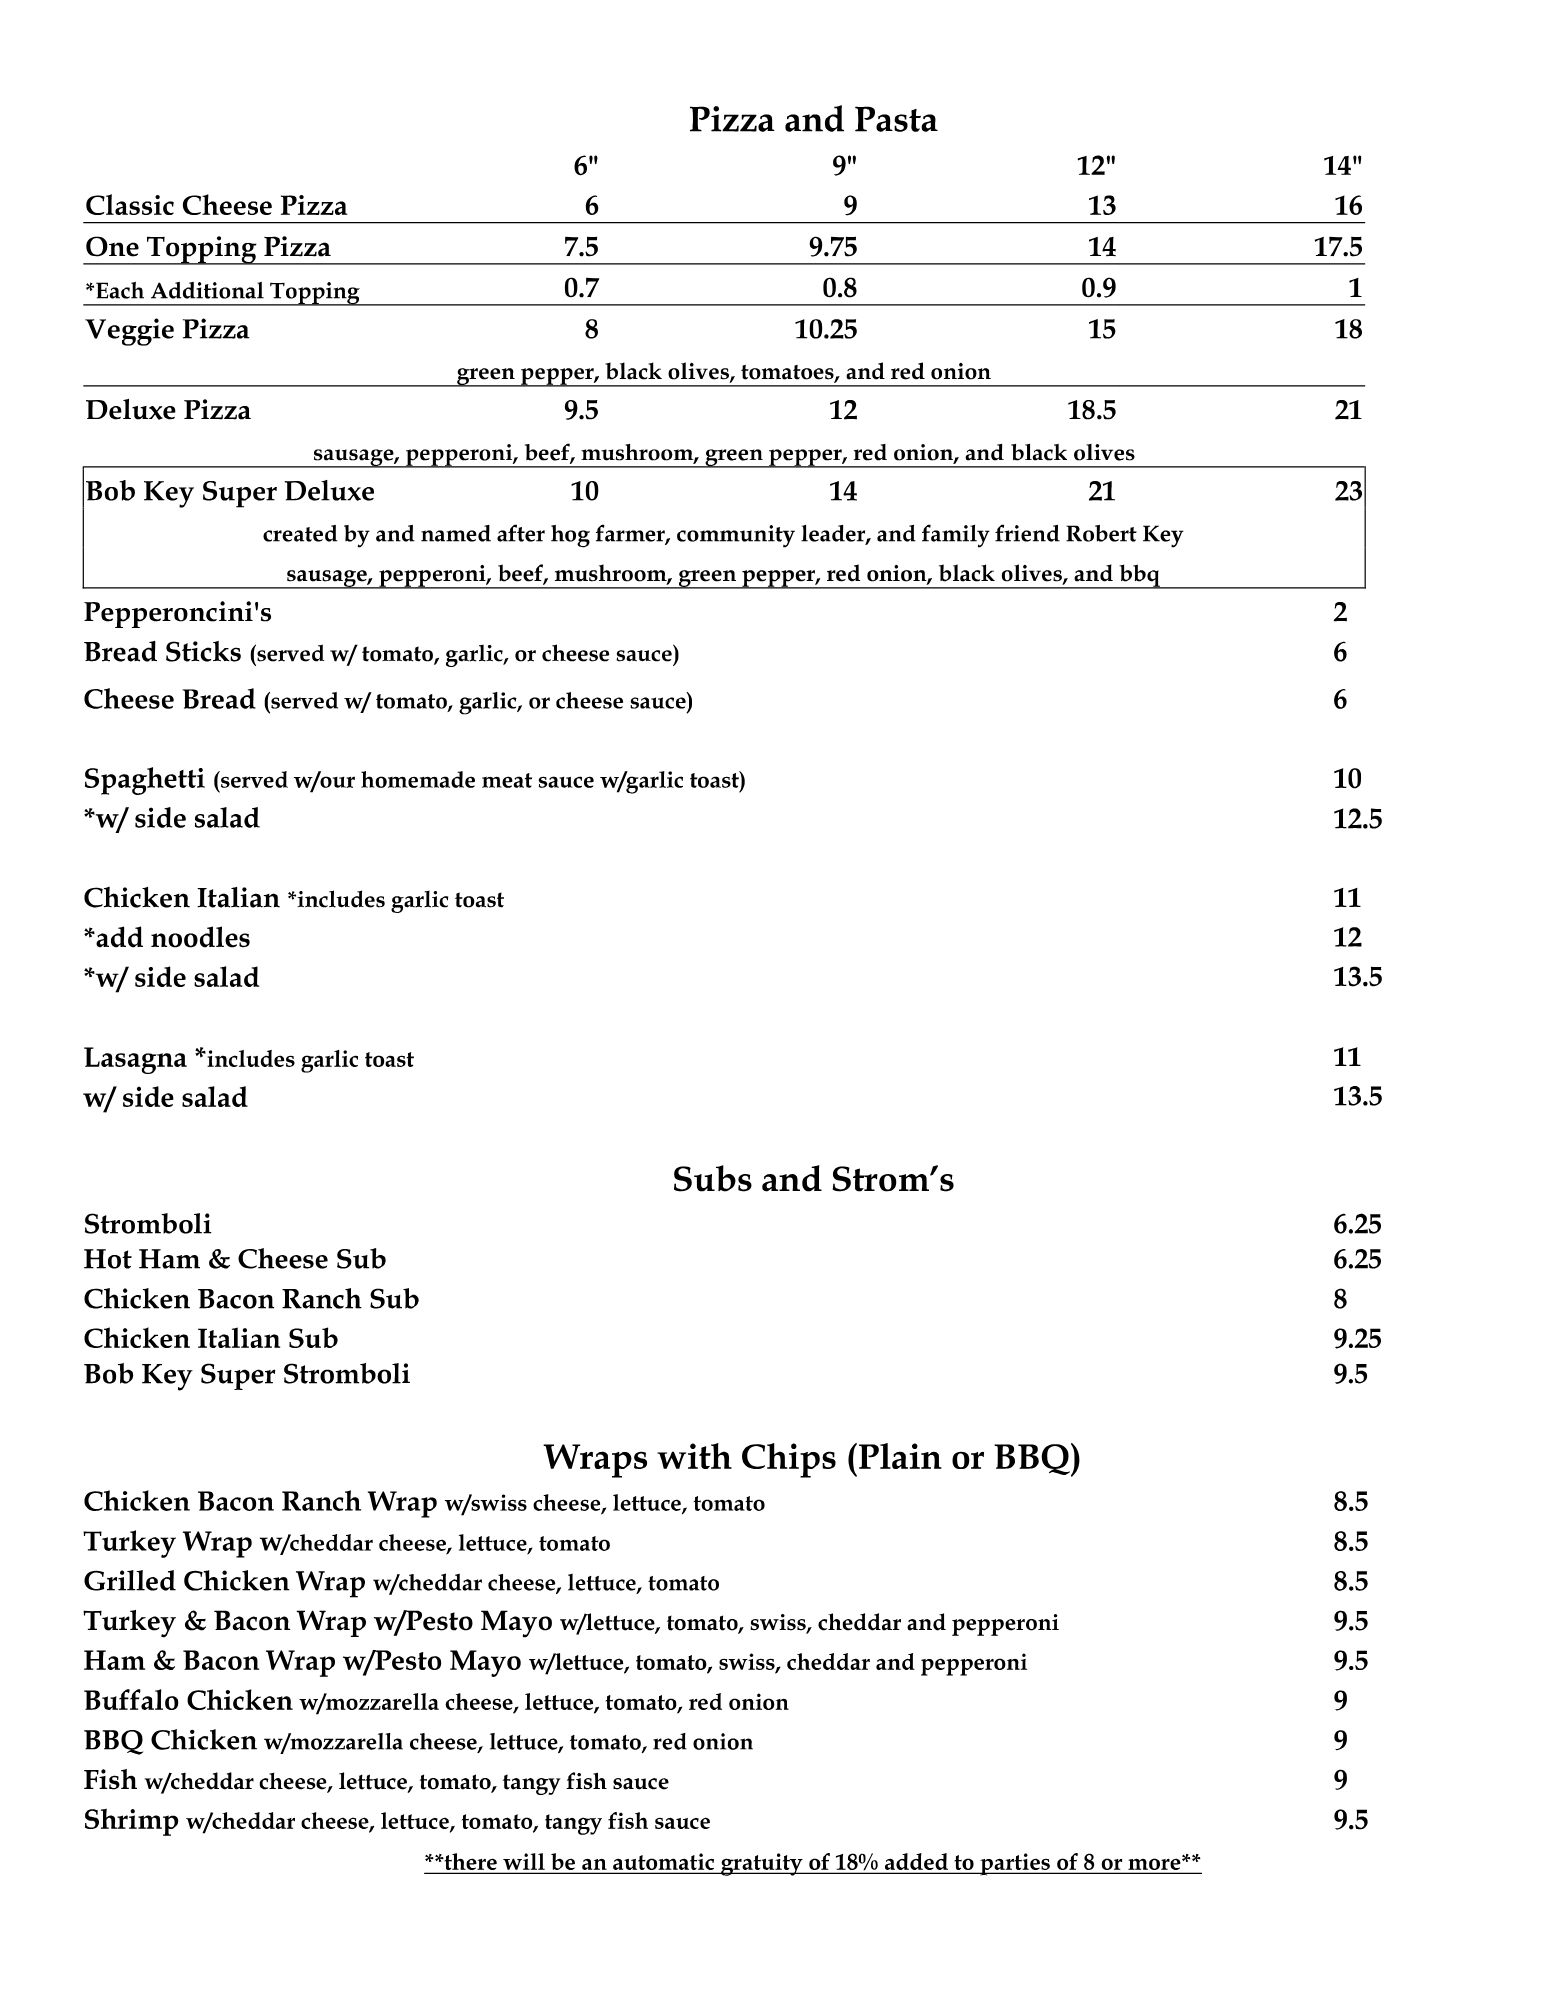 Pizza and Pasta
6" 9" 12" 14"
Classic Cheese Pizza 6 9 13 16
One Topping Pizza 7.5 9.75 14 17.5
*Each Additional Topping 0.7 0.8 0.9 1
Veggie Pizza 8 10.25 15 18
green pepper, black olives, tomatoes, and red onion
Deluxe Pizza 9.5 12 18.5 21
sausage, pepperoni, beef, mushroom, green pepper, red onion, and black olives
Bob Key Super Deluxe 10 14 21 23
created by and named after hog farmer, community leader, and family friend Robert Key
sausage, pepperoni, beef, mushroom, green pepper, red onion, black olives, and bbq
Pepperoncini's 2
Bread Sticks (served w/ tomato, garlic, or cheese sauce) 6
Cheese Bread (served w/ tomato, garlic, or cheese sauce) 6
Spaghetti (served w/our homemade meat sauce w/garlic toast) 10
*w/ side salad 12.5
Chicken Italian *includes garlic toast 11
*add noodles 12
*w/ side salad 13.5
Lasagna *includes garlic toast 11
w/ side salad 13.5
Subs and Strom’s
Stromboli 6.25
Hot Ham & Cheese Sub 6.25
Chicken Bacon Ranch Sub 8
Chicken Italian Sub 9.25
Bob Key Super Stromboli 9.5
Wraps with Chips (Plain or BBQ)
Chicken Bacon Ranch Wrap w/swiss cheese, lettuce, tomato 8.5
Turkey Wrap w/cheddar cheese, lettuce, tomato 8.5
Grilled Chicken Wrap w/cheddar cheese, lettuce, tomato 8.5
Turkey & Bacon Wrap w/Pesto Mayo w/lettuce, tomato, swiss, cheddar and pepperoni 9.5
Ham & Bacon Wrap w/Pesto Mayo w/lettuce, tomato, swiss, cheddar and pepperoni 9.5
Buffalo Chicken w/mozzarella cheese, lettuce, tomato, red onion 9
BBQ Chicken w/mozzarella cheese, lettuce, tomato, red onion 9
Fish w/cheddar cheese, lettuce, tomato, tangy fish sauce 9
Shrimp w/cheddar cheese, lettuce, tomato, tangy fish sauce 9.5
**there will be an automatic gratuity of 18% added to parties of 8 or more**